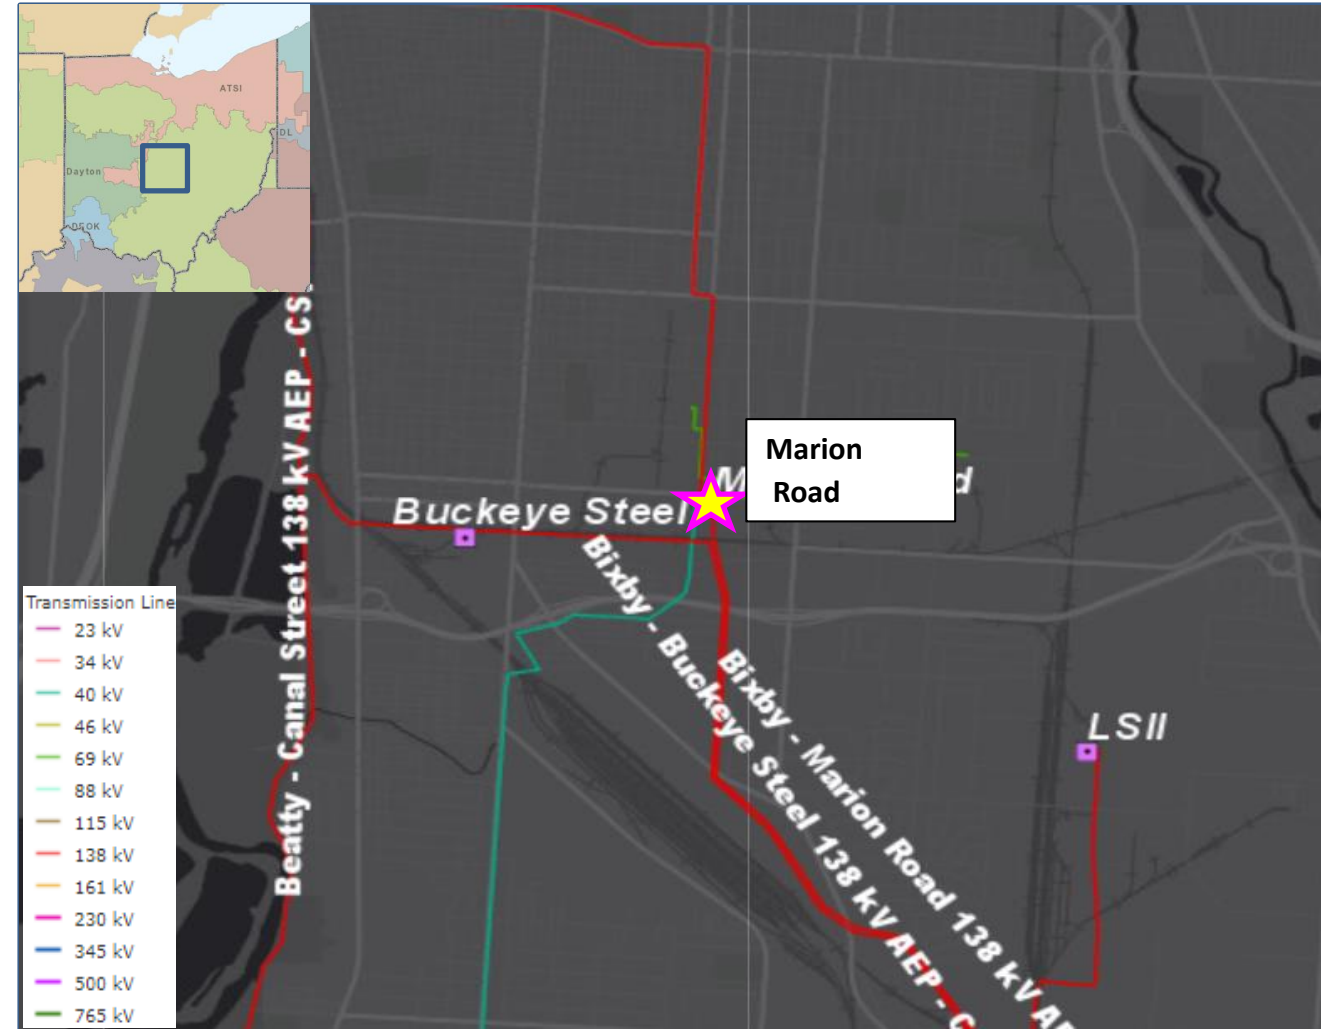 ATSI
DL
Dayton
DEOK
Beatty - Canal Street 138 kV AEP - CS
Marion
Road
M
d
Buckeye Steel
Bixby - Buckeye Steel 138 kV AEP - C
Bixby - Marion Road 138 kV AE
LSII
Transmission Line
23 kV
34 kV
40 kV
46 kV
69 kV
88 kV
115 kV
138 kV
161 kV
230 kV
345 kV
500 kV
765 kV